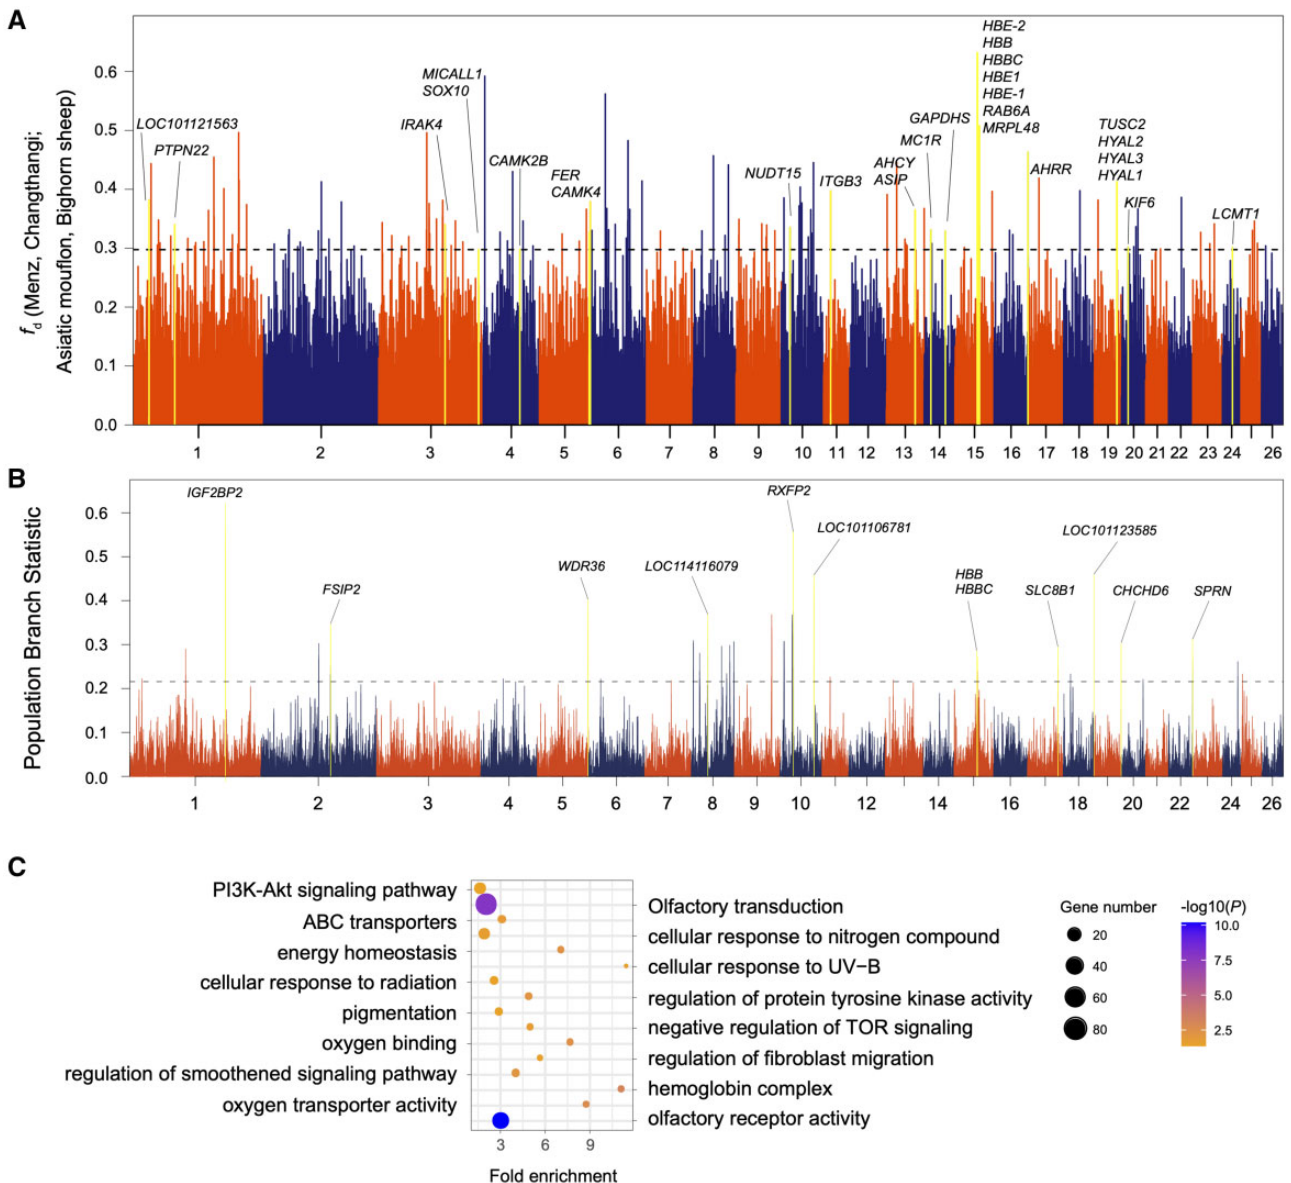 A
f_d (Menz, Changthangi;
Asiatic mouflon, Bighorn sheep)
0.6
0.5
0.4
0.3
0.2
0.1
0.0
LOC101121563
PTPN22
IRAK4
MICALL1
SOX10
CAMK2B
FER
CAMK4
NUDT15
ITGB3
AHCY
ASIP
MC1R
GAPDHS
HBE-2
HBB
HBBC
HBE1
HBE-1
RAB6A
MRPL48
AHRR
TUSC2
HYAL2
HYAL3
HYAL1
KIF6
LCMT1
1 2 3 4 5 6 7 8 9 10 11 12 13 14 15 16 17 18 19 20 21 22 23 24 26
B
Population Branch Statistic
0.6
0.5
0.4
0.3
0.2
0.1
0.0
IGF2BP2
FSIP2
WDR36
LOC114116079
RXFP2
LOC101106781
HBB
HBBC
SLC8B1
LOC101123585
CHCHD6
SPRN
1 2 3 4 5 6 7 8 9 10 12 14 16 18 20 22 24 26
C
PI3K-Akt signaling pathway
Olfactory transduction
ABC transporters
cellular response to nitrogen compound
energy homeostasis
cellular response to UV−B
cellular response to radiation
regulation of protein tyrosine kinase activity
pigmentation
negative regulation of TOR signaling
oxygen binding
regulation of fibroblast migration
regulation of smoothened signaling pathway
hemoglobin complex
oxygen transporter activity
olfactory receptor activity
3 6 9
Fold enrichment
Gene number
20
40
60
80
-log10(P)
10.0
7.5
5.0
2.5